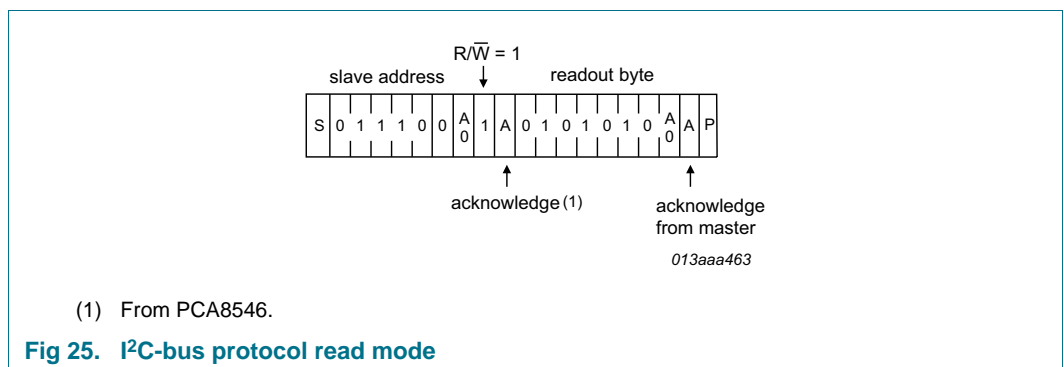 R/W̅ = 1
slave address readout byte
S 0 1 1 1 0 0 A0 1 A 0 1 0 1 0 1 0 A0 A P
acknowledge (1)
acknowledge
from master
013aaa463
(1) From PCA8546.
Fig 25. I²C-bus protocol read mode